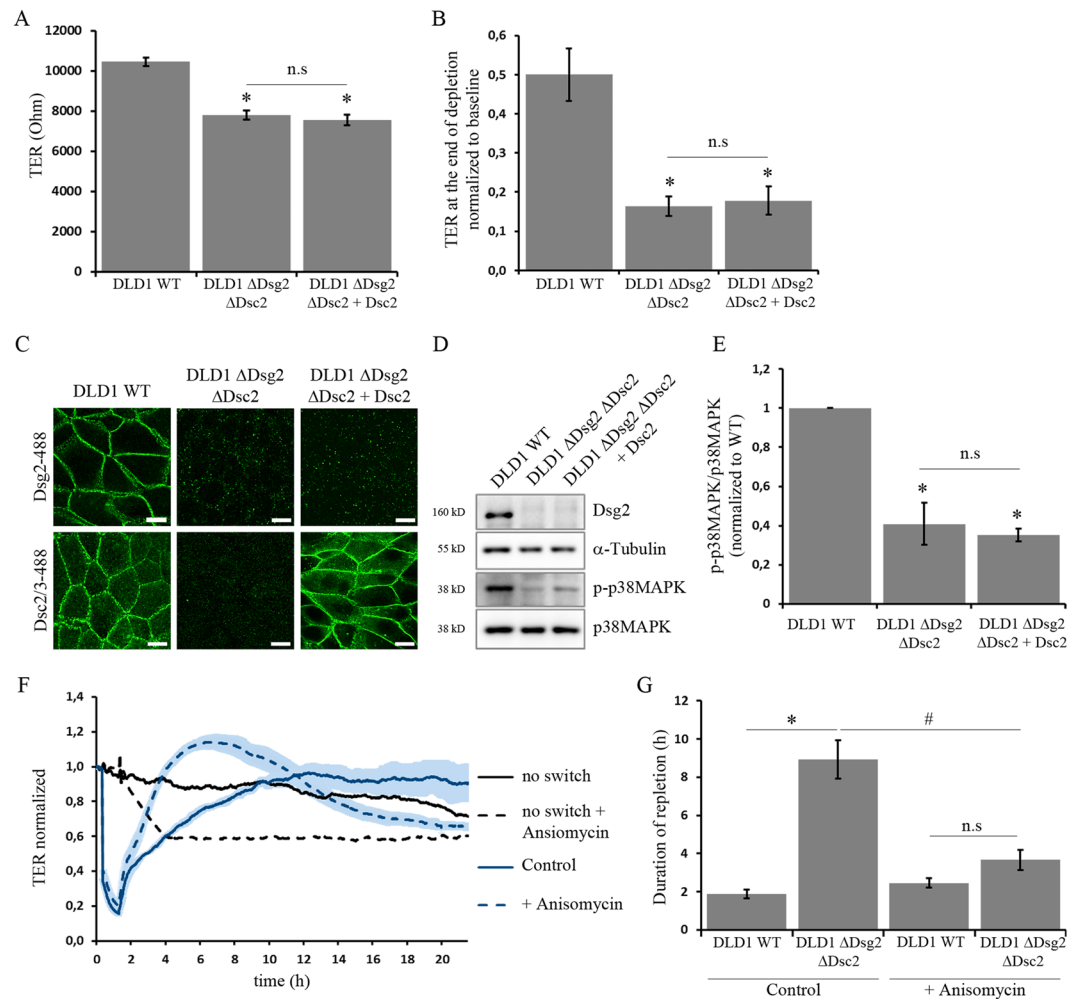 A
TER (Ohm)
12000
10000
8000
6000
4000
2000
0
n.s
*
*
DLD1 WT
DLD1 ΔDsg2
ΔDsc2
DLD1 ΔDsg2
ΔDsc2 + Dsc2
B
TER at the end of depletion
normalized to baseline
0,6
0,5
0,4
0,3
0,2
0,1
0,0
n.s
*
*
DLD1 WT
DLD1 ΔDsg2
ΔDsc2
DLD1 ΔDsg2
ΔDsc2 + Dsc2
C
DLD1 WT
DLD1 ΔDsg2
ΔDsc2
DLD1 ΔDsg2
ΔDsc2 + Dsc2
Dsg2-488
Dsc2/3-488
D
DLD1 WT
DLD1 ΔDsg2 ΔDsc2
DLD1 ΔDsg2 ΔDsc2
+ Dsc2
160 kD
Dsg2
55 kD
α-Tubulin
38 kD
p-p38MAPK
38 kD
p38MAPK
E
p-p38MAPK/p38MAPK
(normalized to WT)
1,2
1
0,8
0,6
0,4
0,2
0
n.s
*
*
DLD1 WT
DLD1 ΔDsg2
ΔDsc2
DLD1 ΔDsg2
ΔDsc2 + Dsc2
F
TER normalized
1,4
1,2
1,0
0,8
0,6
0,4
0,2
0,0
0 2 4 6 8 10 12 14 16 18 20
time (h)
no switch
no switch +
Ansiomycin
Control
+ Anisomycin
G
Duration of repletion (h)
12
10
8
6
4
2
0
*
#
n.s
DLD1 WT
DLD1 ΔDsg2
ΔDsc2
DLD1 WT
DLD1 ΔDsg2
ΔDsc2
Control
+ Anisomycin